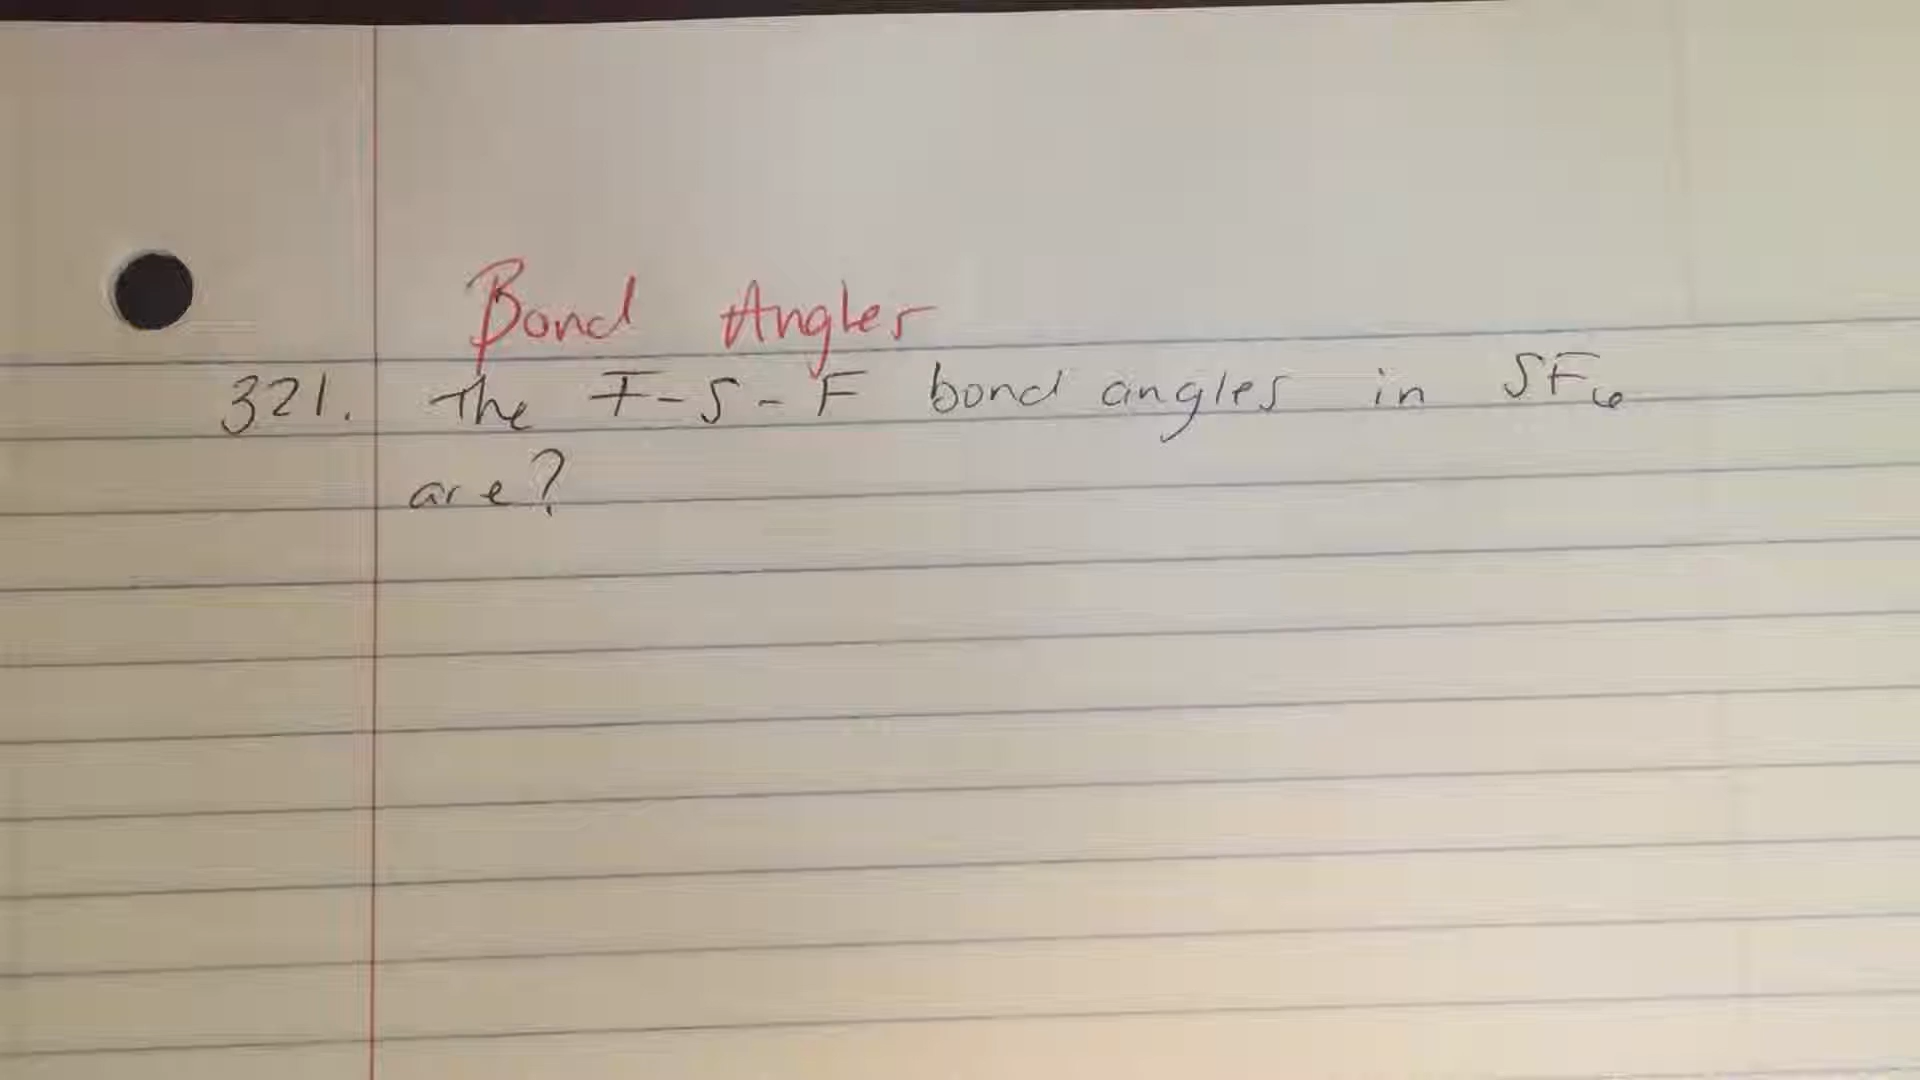 Bond Angles
321. The F-S-F bond angles in SF₆
are?